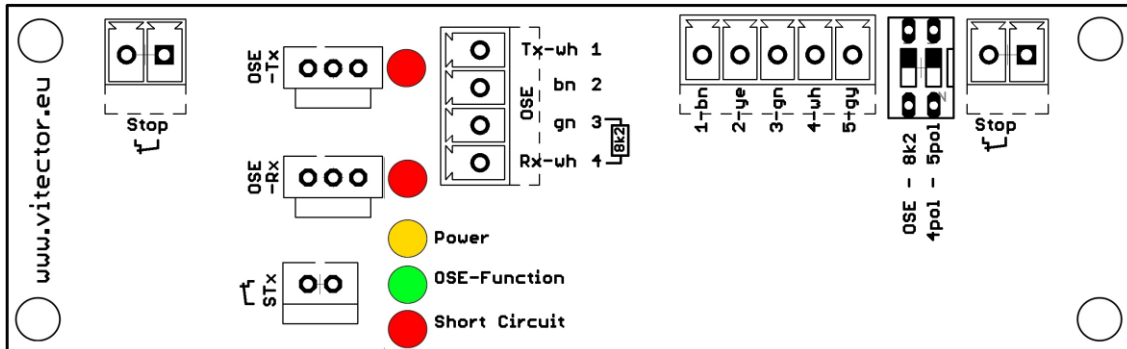 www.vitector.eu
Stop
OSE
-Tx
OSE
-Rx
STx
Power
OSE-Function
Short Circuit
Tx-wh 1
bn 2
gn 3
Rx-wh 4
OSE
8k2
1-bn
2-ye
3-gn
4-wh
5-gy
OSE - 8k2
4pol - 5pol
Stop